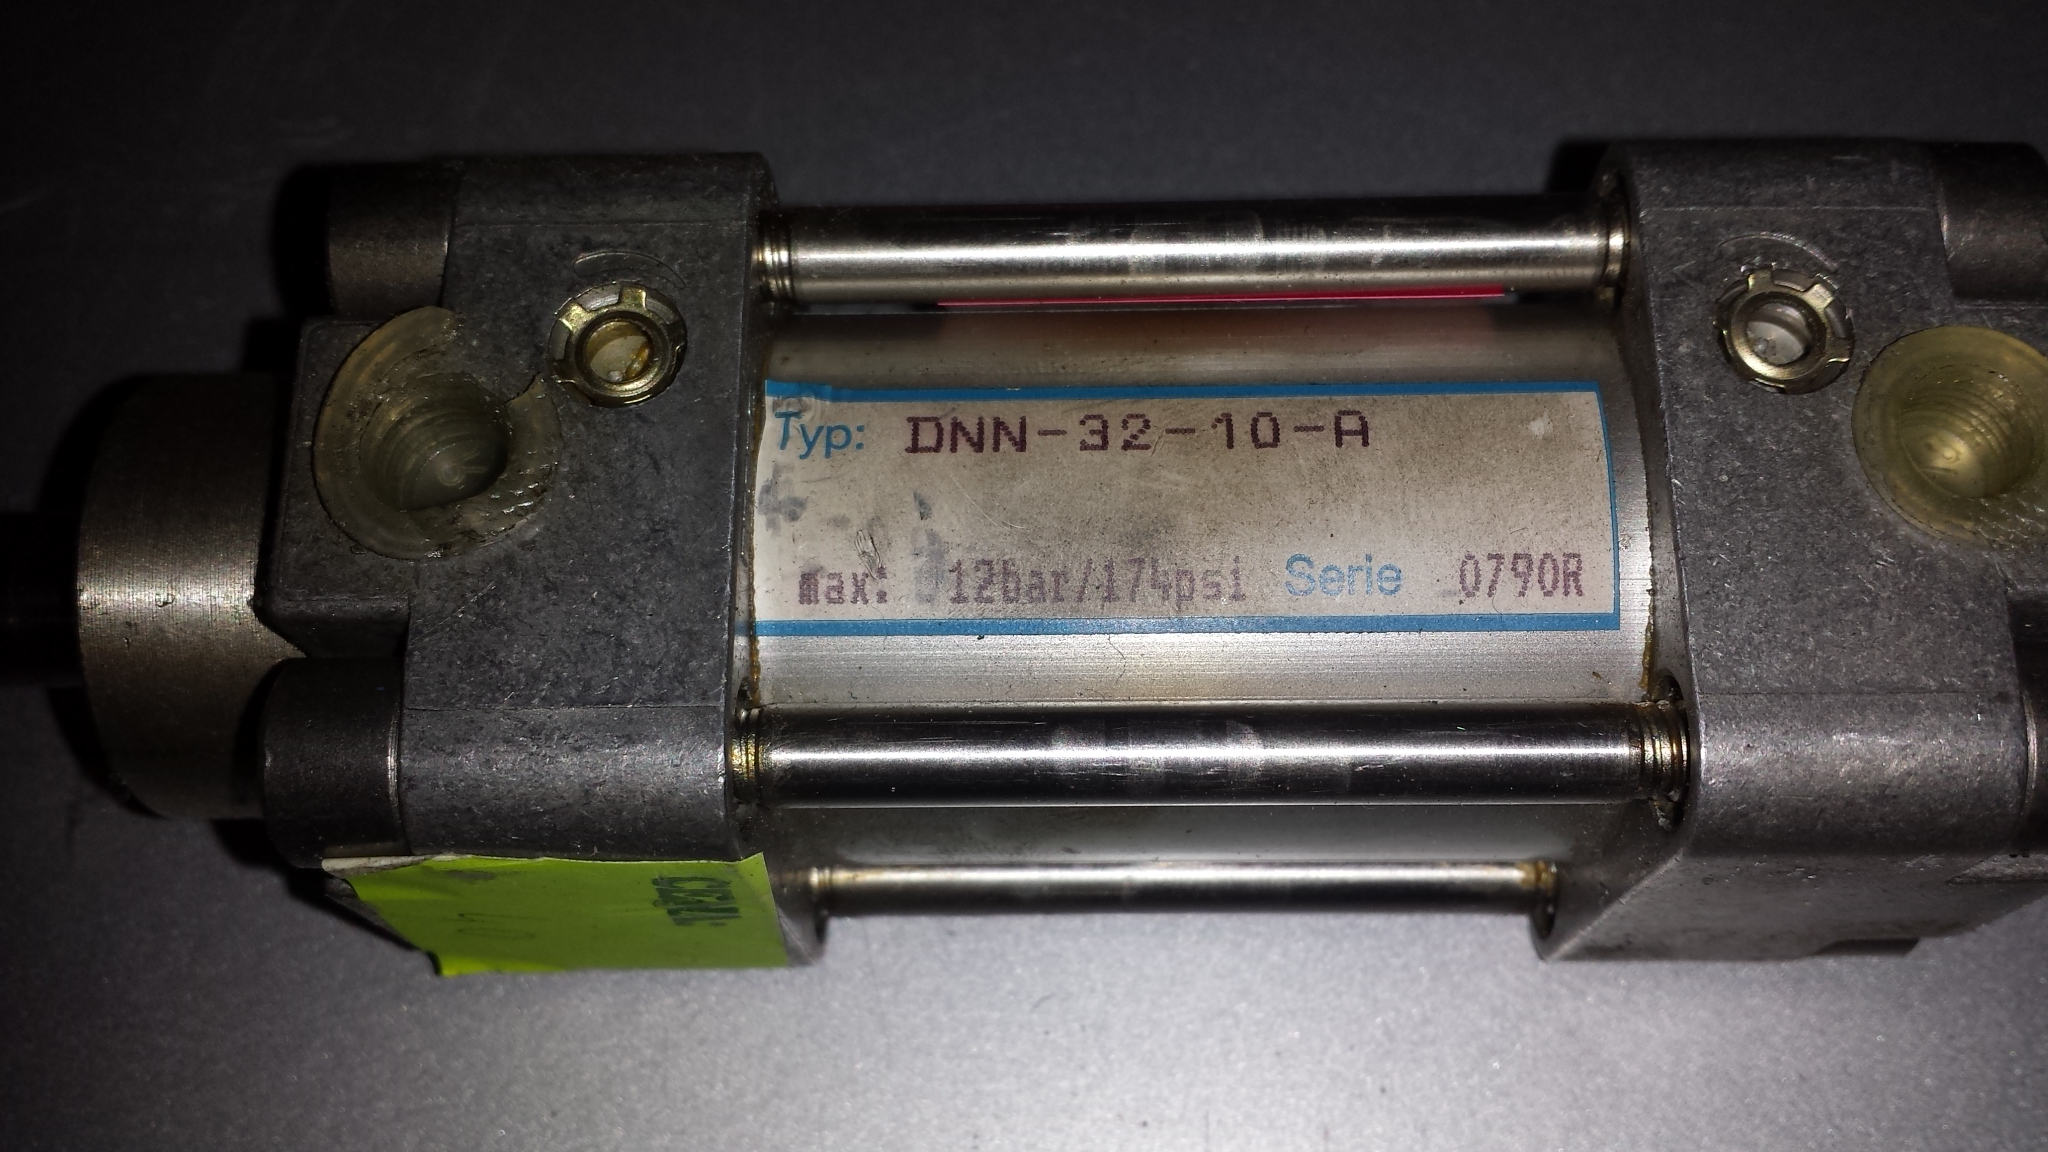 Typ: DNN-32-10-A
max: 12bar/174psi Serie 0790R